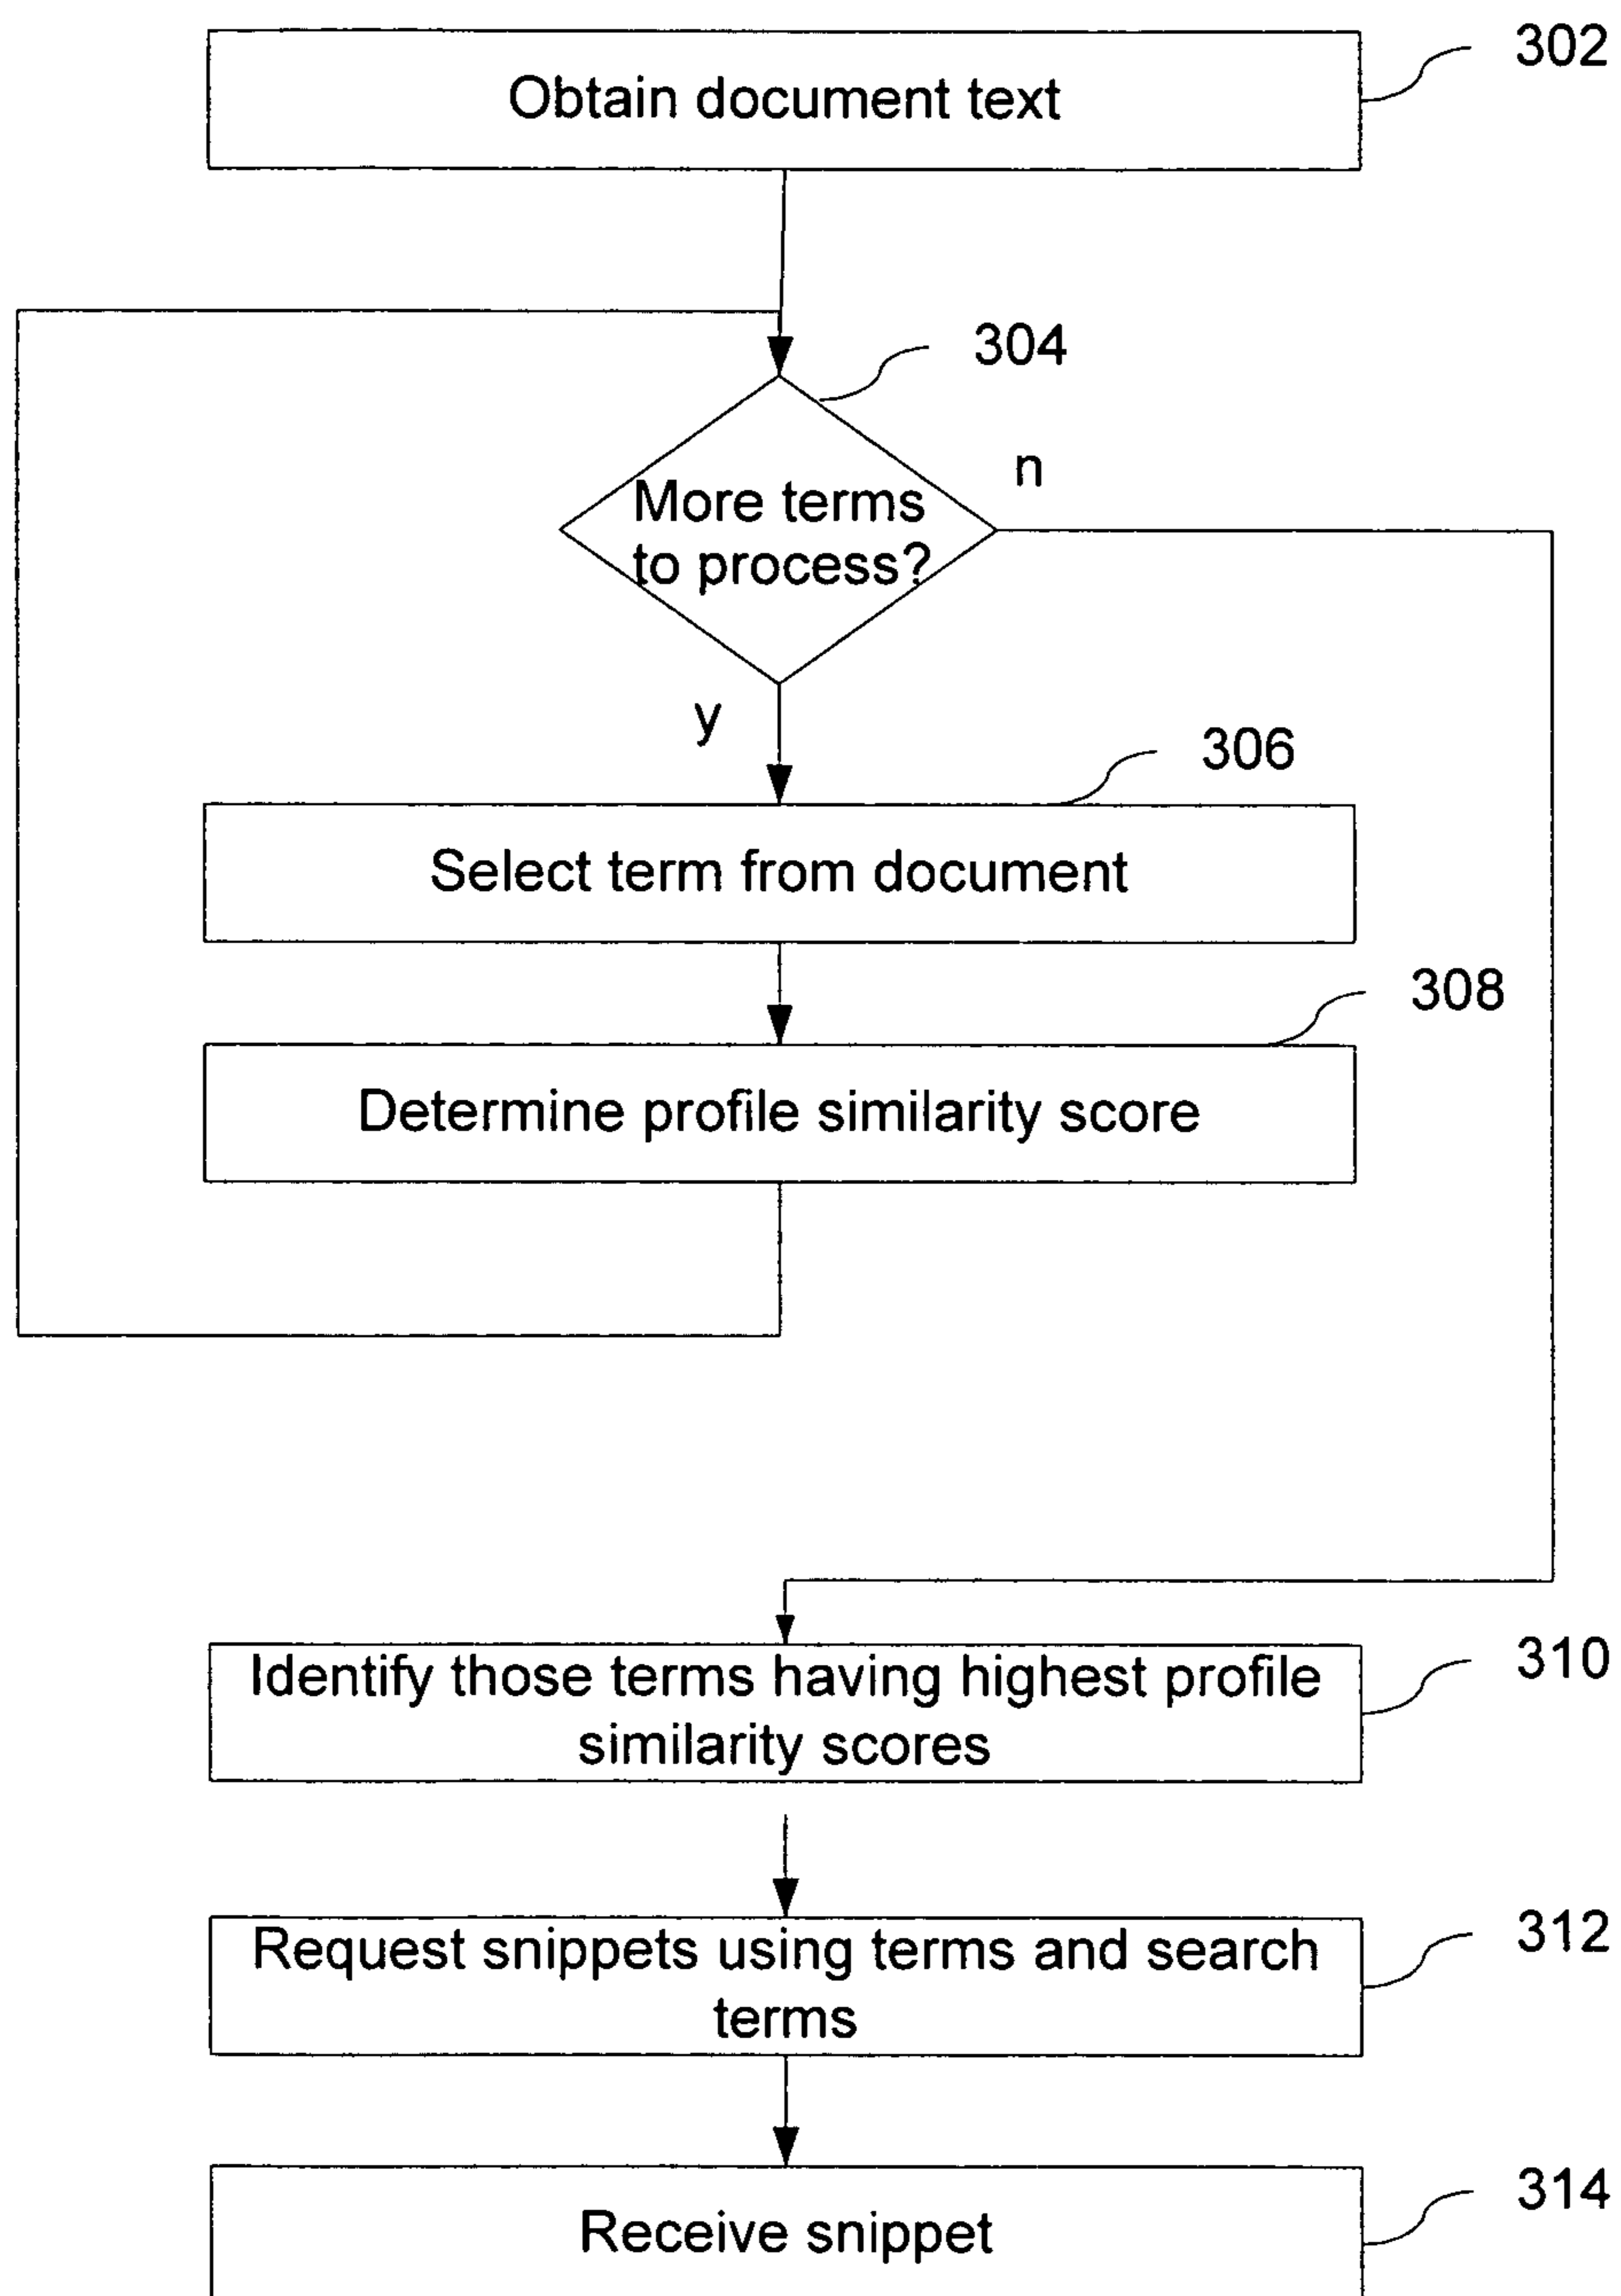 302
Obtain document text
304
n
More terms
to process?
y
306
Select term from document
308
Determine profile similarity score
310
Identify those terms having highest profile
similarity scores
312
Request snippets using terms and search
terms
314
Receive snippet